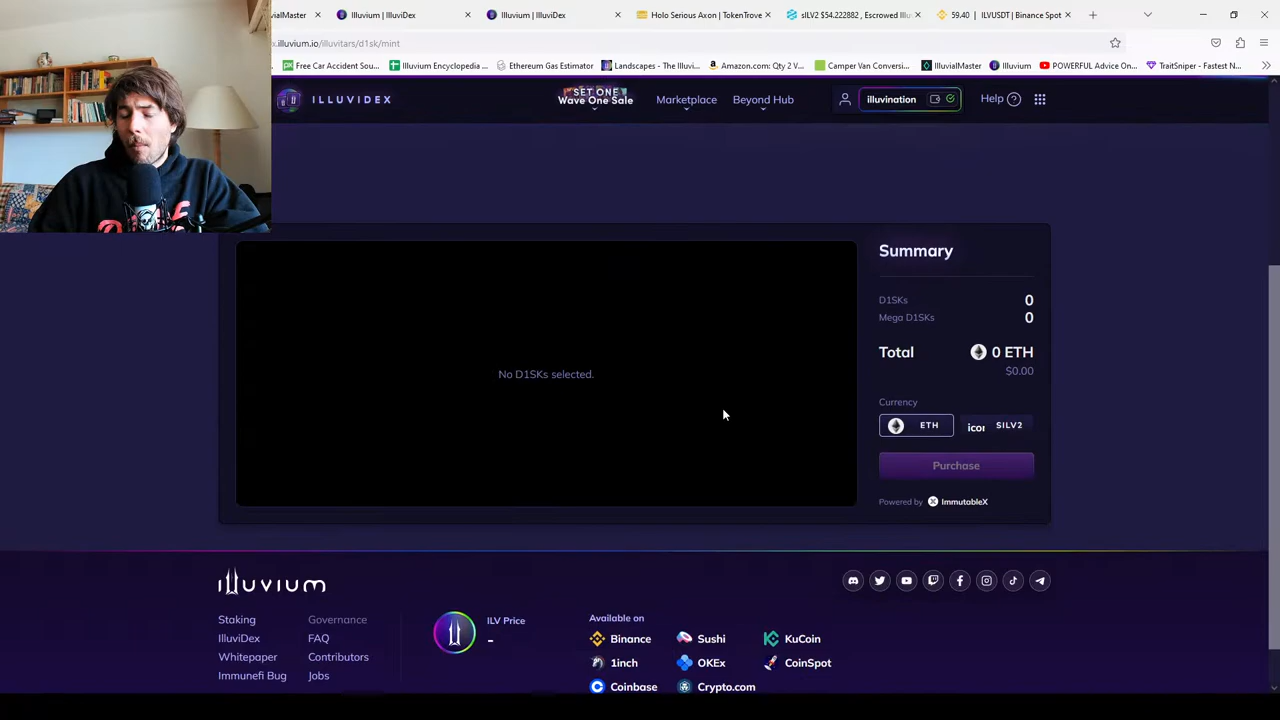 vialMaster
Illuvium | IlluviDex
Illuvium | IlluviDex
Holo Serious Axon | TokenTrove
sILV2 $54.222882 , Escrowed Illuviu
59.40 | ILVUSDT | Binance Spot
x.illuvium.io/illuvitars/d1sk/mint
Free Car Accident Sou...
Illuvium Encyclopedia ...
Ethereum Gas Estimator
Landscapes - The Illuvi...
Amazon.com: Qty 2 V...
Camper Van Conversi...
IlluvialMaster
Illuvium
POWERFUL Advice On...
TraitSniper - Fastest N...
ILLUVIDEX
SET ONE
Wave One Sale
Marketplace
Beyond Hub
illuvination
Help
No D1SKs selected.
Summary
D1SKs 0
Mega D1SKs 0
Total 0 ETH
$0.00
Currency
ETH
icon SILV2
Purchase
Powered by ImmutableX
illuvium
Staking
Governance
IlluviDex
FAQ
Whitepaper
Contributors
Immunefi Bug
Jobs
ILV Price
-
Available on
Binance
Sushi
KuCoin
1inch
OKEx
CoinSpot
Coinbase
Crypto.com